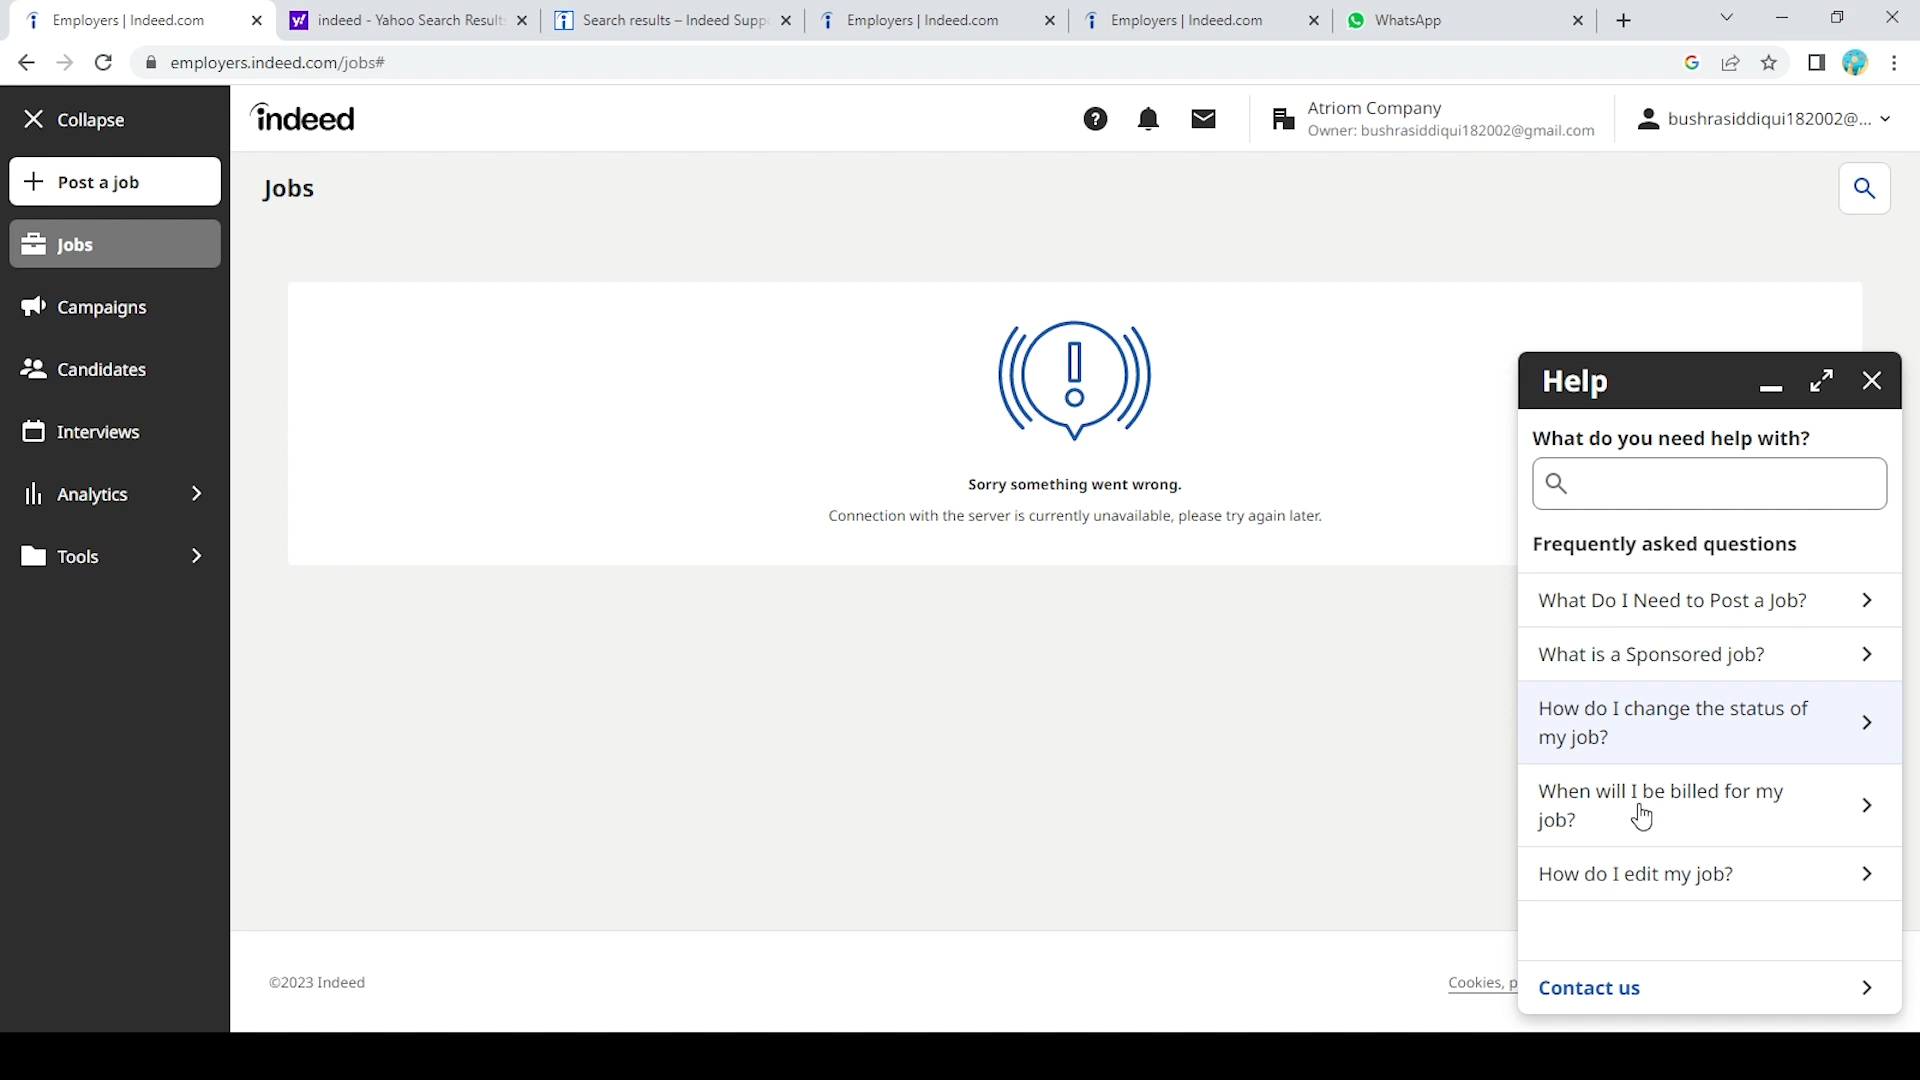 Employers | Indeed.com
indeed - Yahoo Search Results
Search results – Indeed Supp
Employers | Indeed.com
Employers | Indeed.com
WhatsApp
employers.indeed.com/jobs#
Collapse
indeed
Atriom Company
Owner: bushrasiddiqui182002@gmail.com
bushrasiddiqui182002@...
Post a job
Jobs
Campaigns
Candidates
Interviews
Analytics
Tools
Jobs
Sorry something went wrong.
Connection with the server is currently unavailable, please try again later.
Help
What do you need help with?
Frequently asked questions
What Do I Need to Post a Job?
What is a Sponsored job?
How do I change the status of
my job?
When will I be billed for my
job?
How do I edit my job?
Contact us
©2023 Indeed
Cookies, p